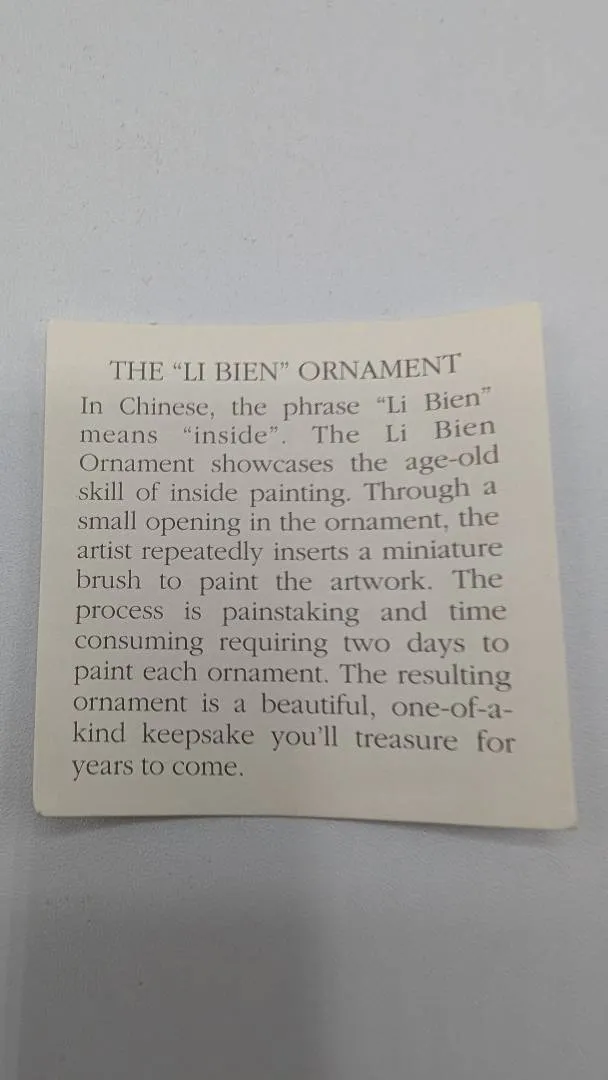 THE “LI BIEN” ORNAMENT
In Chinese, the phrase “Li Bien”
means “inside”. The Li Bien
Ornament showcases the age-old
skill of inside painting. Through a
small opening in the ornament, the
artist repeatedly inserts a miniature
brush to paint the artwork. The
process is painstaking and time
consuming requiring two days to
paint each ornament. The resulting
ornament is a beautiful, one-of-a-
kind keepsake you’ll treasure for
years to come.